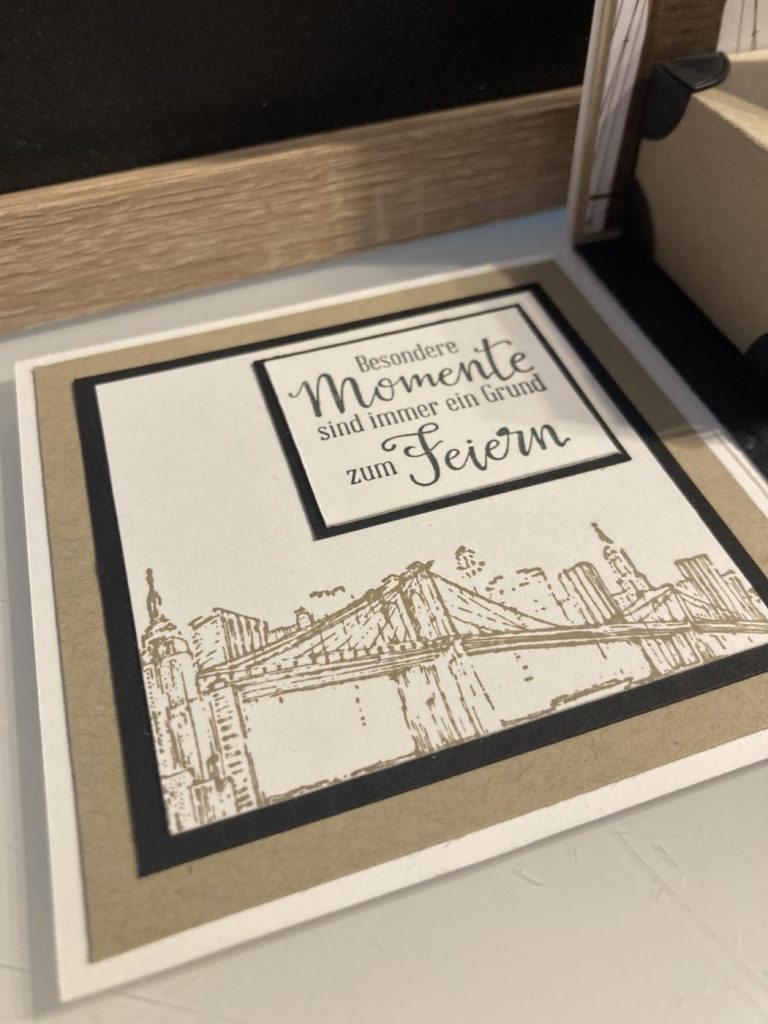 Besondere
Momente
sind immer ein Grund
zum Feiern